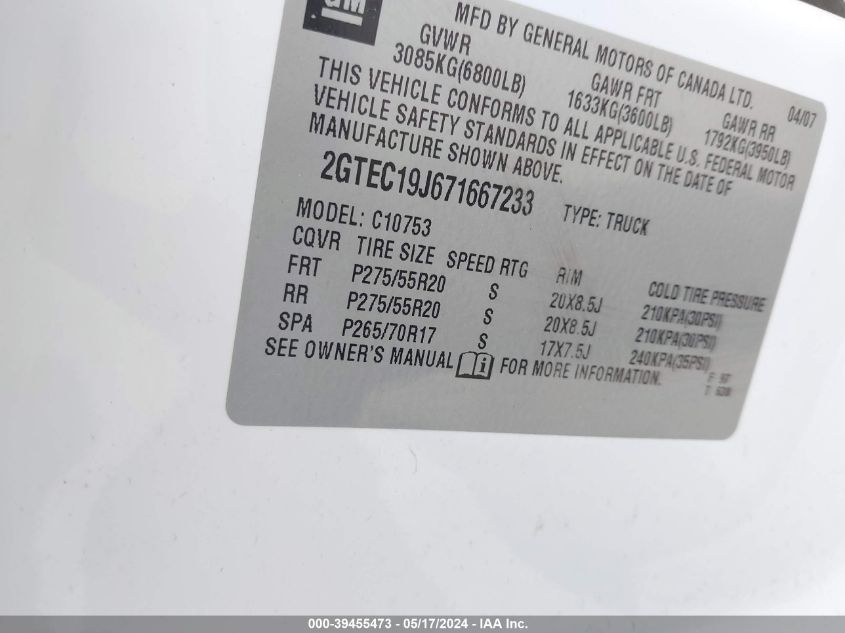 GM
MFD BY GENERAL MOTORS OF CANADA LTD. 04/07
GVWR GAWR FRT GAWR RR
3085KG(6800LB) 1633KG(3600LB) 1792KG(3950LB)
THIS VEHICLE CONFORMS TO ALL APPLICABLE U.S. FEDERAL MOTOR
VEHICLE SAFETY STANDARDS IN EFFECT ON THE DATE OF
MANUFACTURE SHOWN ABOVE.
2GTEC19J671667233 TYPE: TRUCK
MODEL: C10753
CQVR TIRE SIZE SPEED RTG RIM COLD TIRE PRESSURE
FRT P275/55R20 S 20X8.5J 210KPA(30PSI)
RR P275/55R20 S 20X8.5J 210KPA(30PSI)
SPA P265/70R17 S 17X7.5J 240KPA(35PSI)
SEE OWNER'S MANUAL i FOR MORE INFORMATION.
000-39455473 - 05/17/2024 - IAA, Inc.